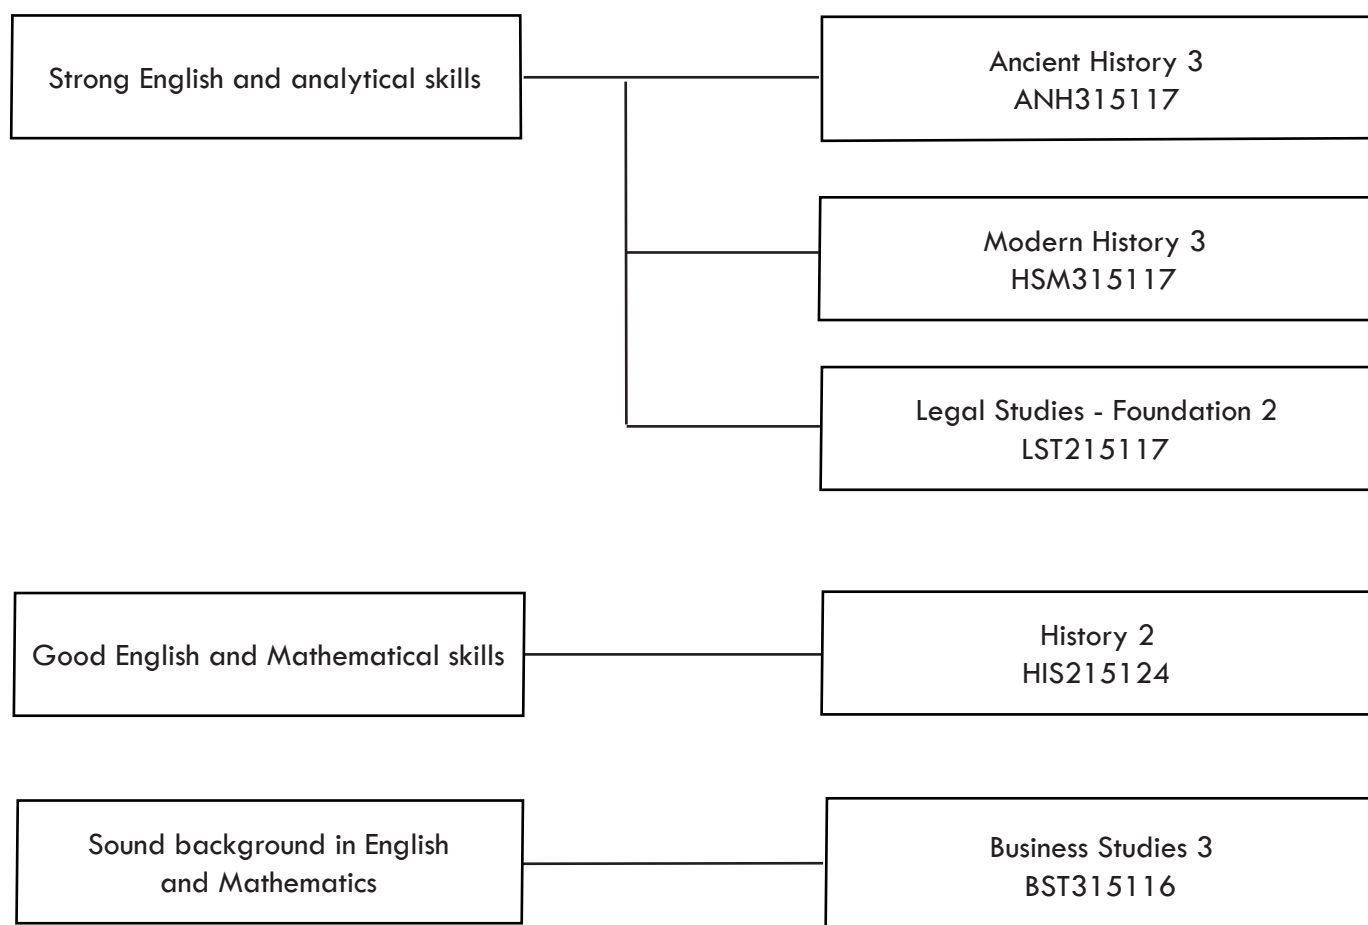 Strong English and analytical skills
Ancient History 3
ANH315117
Modern History 3
HSM315117
Legal Studies - Foundation 2
LST215117
Good English and Mathematical skills
History 2
HIS215124
Sound background in English
and Mathematics
Business Studies 3
BST315116